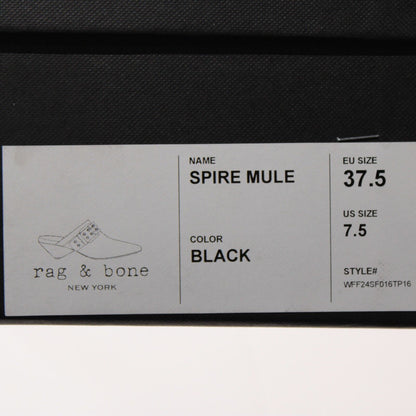 rag & bone
NEW YORK
NAME
SPIRE MULE
COLOR
BLACK
EU SIZE
37.5
US SIZE
7.5
STYLE#
WFF24SF016TP16